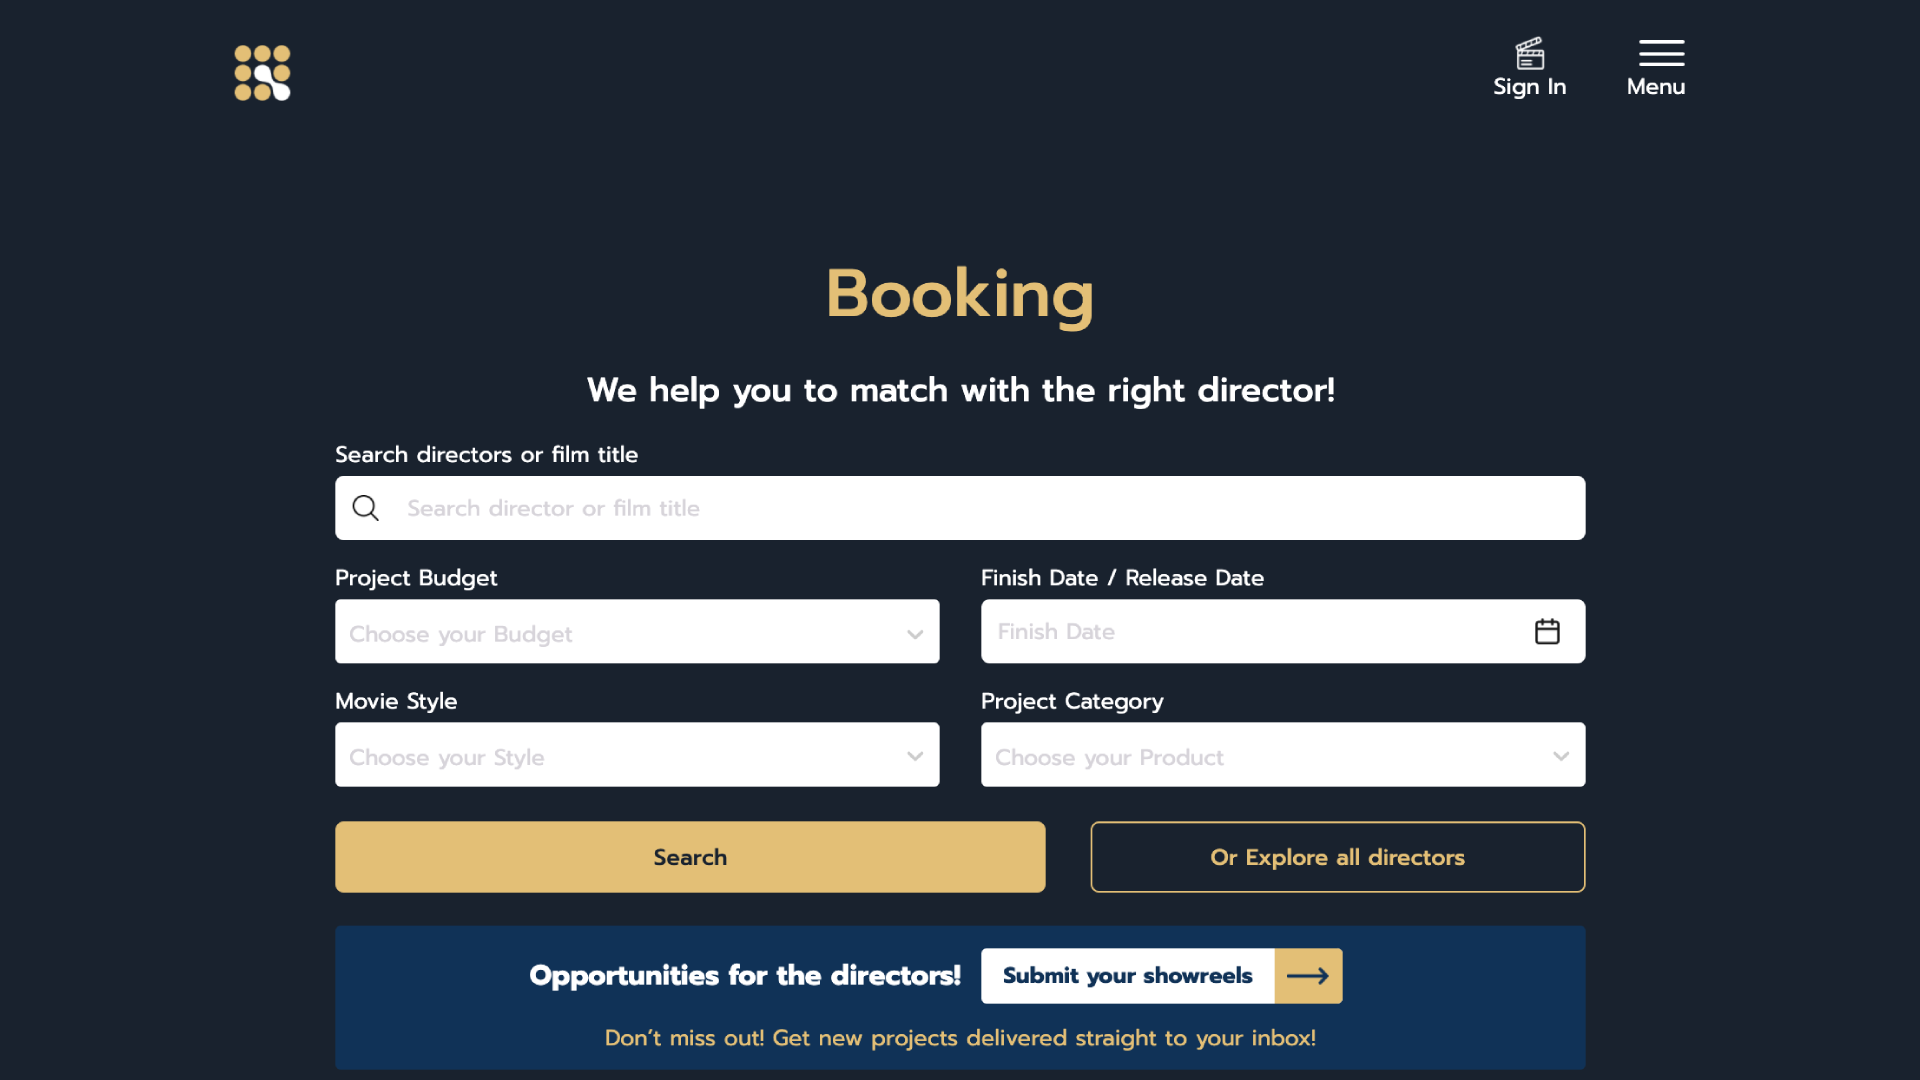 Sign In
Menu
Booking
We help you to match with the right director!
Search directors or film title
Search director or film title
Project Budget
Finish Date / Release Date
Choose your Budget
Finish Date
Movie Style
Project Category
Choose your Style
Choose your Product
Search
Or Explore all directors
Opportunities for the directors!
Submit your showreels
Don’t miss out! Get new projects delivered straight to your inbox!